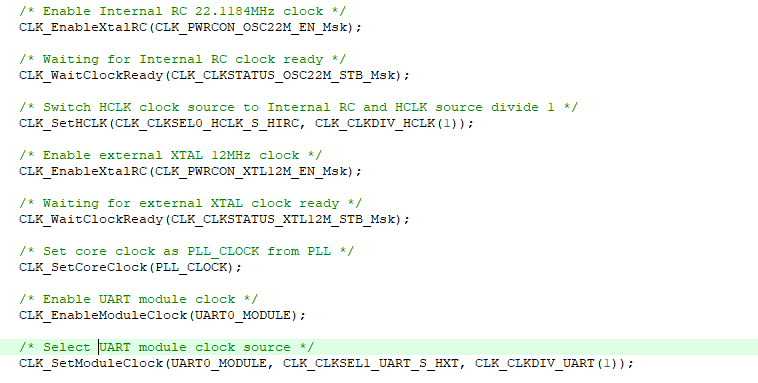 /* Enable Internal RC 22.1184MHz clock */
CLK_EnableXtalRC(CLK_PWRCON_OSC22M_EN_Msk);
/* Waiting for Internal RC clock ready */
CLK_WaitClockReady(CLK_CLKSTATUS_OSC22M_STB_Msk);
/* Switch HCLK clock source to Internal RC and HCLK source divide 1 */
CLK_SetHCLK(CLK_CLKSEL0_HCLK_S_HIRC, CLK_CLKDIV_HCLK(1));
/* Enable external XTAL 12MHz clock */
CLK_EnableXtalRC(CLK_PWRCON_XTL12M_EN_Msk);
/* Waiting for external XTAL clock ready */
CLK_WaitClockReady(CLK_CLKSTATUS_XTL12M_STB_Msk);
/* Set core clock as PLL_CLOCK from PLL */
CLK_SetCoreClock(PLL_CLOCK);
/* Enable UART module clock */
CLK_EnableModuleClock(UART0_MODULE);
/* Select UART module clock source */
CLK_SetModuleClock(UART0_MODULE, CLK_CLKSEL1_UART_S_HXT, CLK_CLKDIV_UART(1));